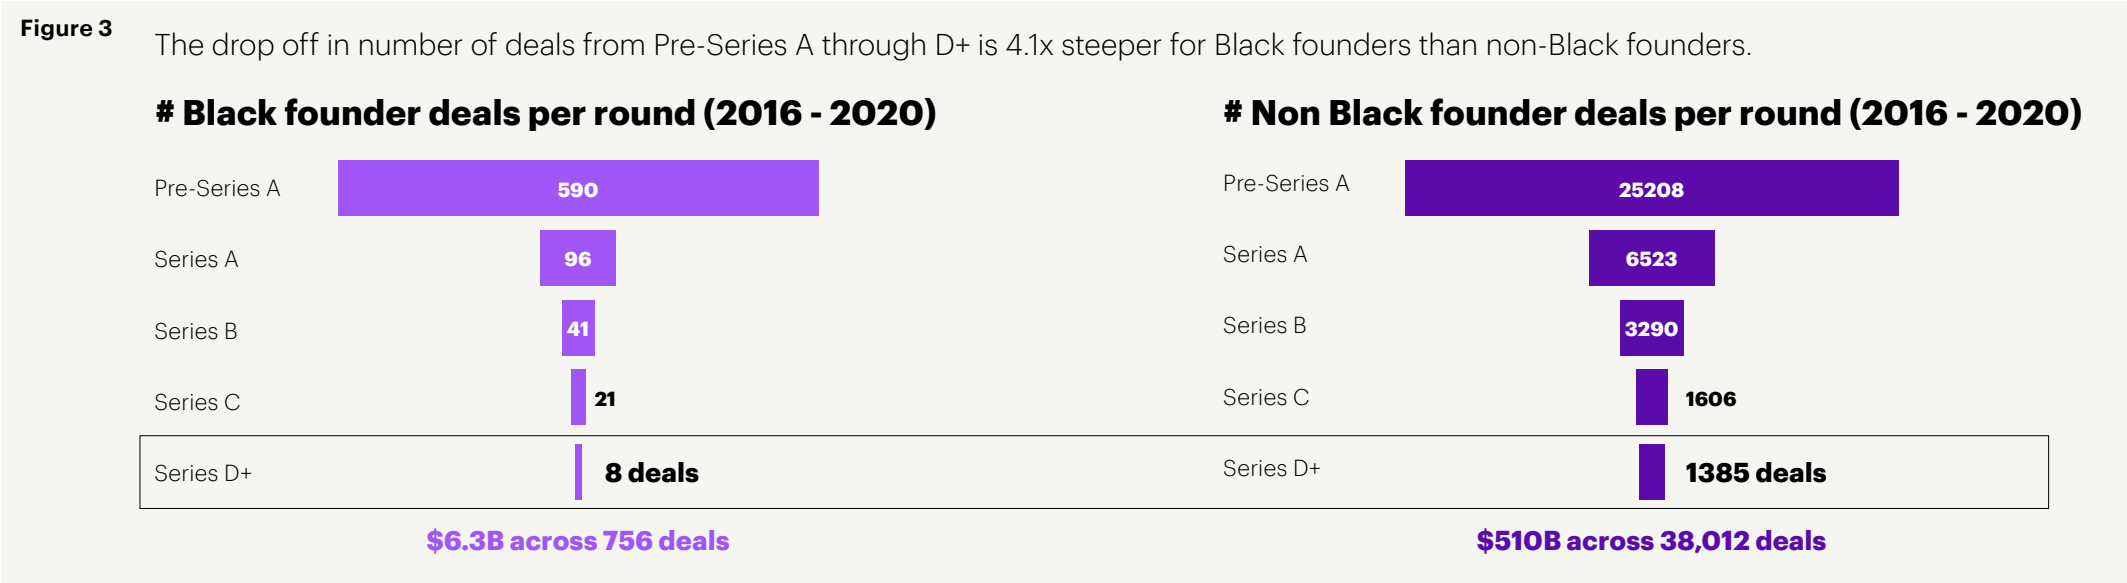 Figure 3
The drop off in number of deals from Pre-Series A through D+ is 4.1x steeper for Black founders than non-Black founders.
# Black founder deals per round (2016 - 2020)
Pre-Series A
590
Series A
96
Series B
41
Series C
21
Series D+
8 deals
$6.3B across 756 deals
# Non Black founder deals per round (2016 - 2020)
Pre-Series A
25208
Series A
6523
Series B
3290
Series C
1606
Series D+
1385 deals
$510B across 38,012 deals